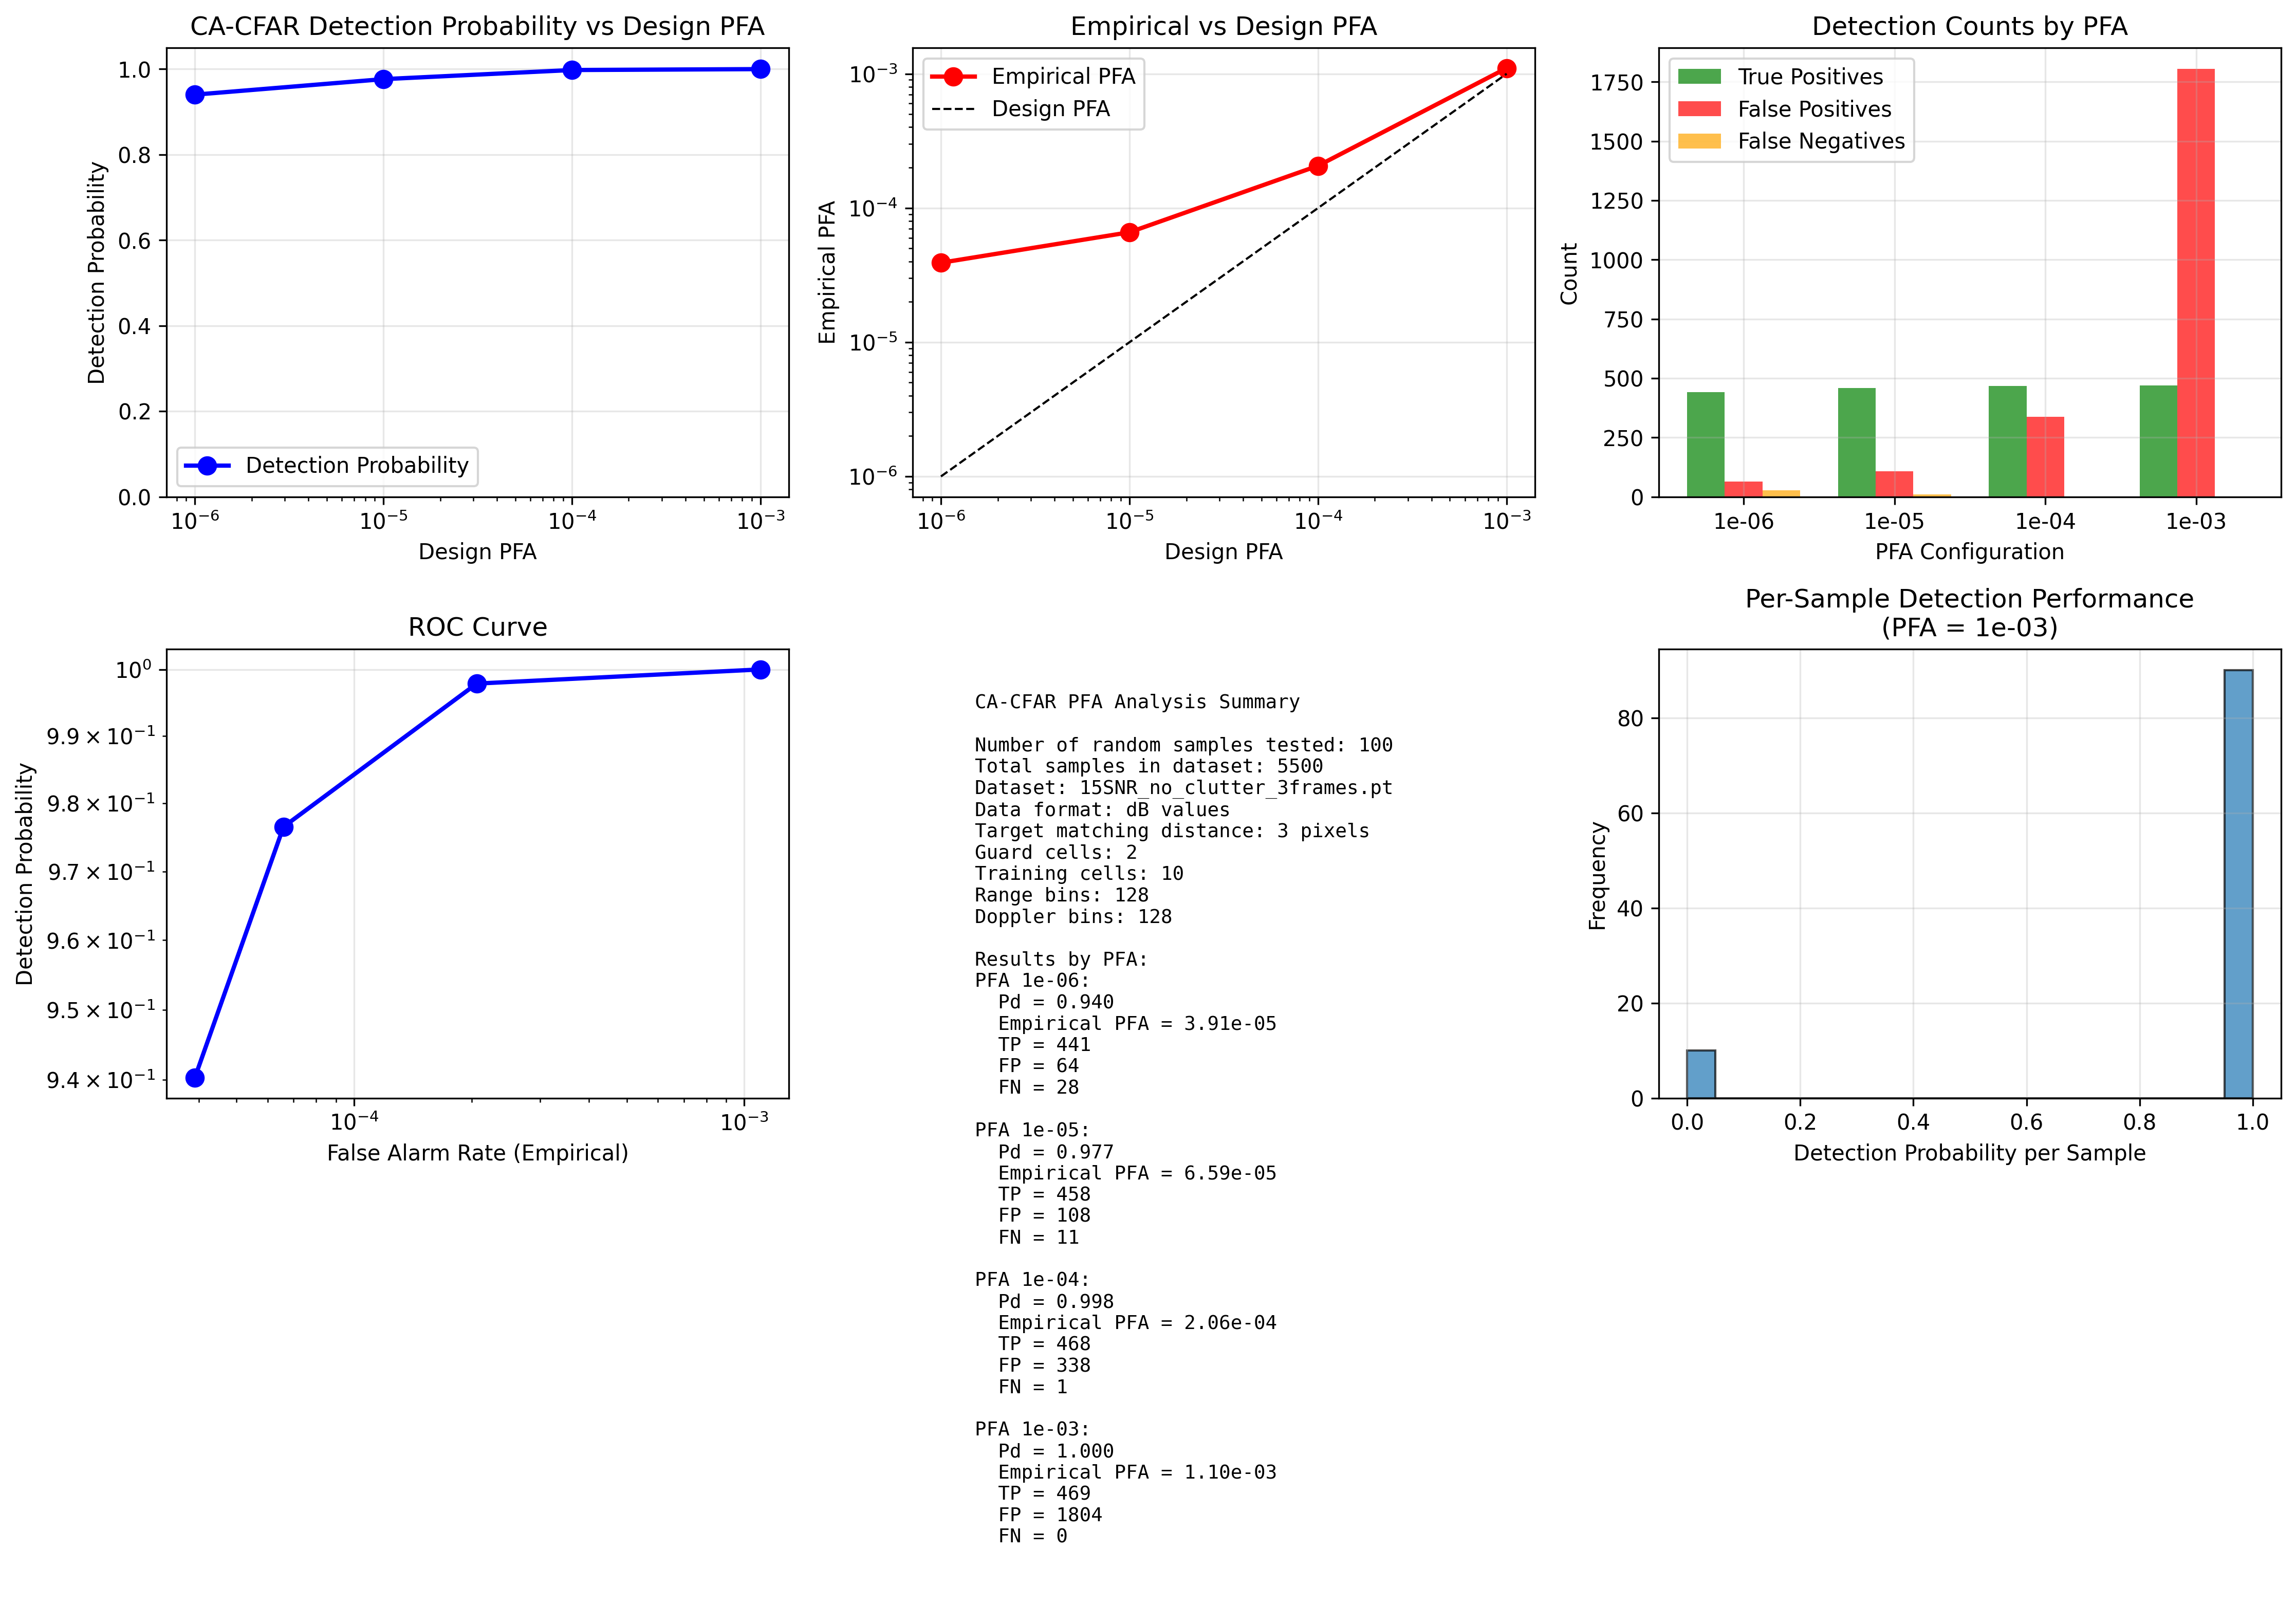 CA-CFAR Detection Probability vs Design PFA
1.0
0.8
0.6
0.4
0.2
0.0
Detection Probability
Detection Probability
10⁻⁶
10⁻⁵
10⁻⁴
10⁻³
Design PFA
Empirical vs Design PFA
Empirical PFA
Design PFA
10⁻³
10⁻⁴
10⁻⁵
10⁻⁶
Empirical PFA
10⁻⁶
10⁻⁵
10⁻⁴
10⁻³
Design PFA
Detection Counts by PFA
True Positives
False Positives
False Negatives
1750
1500
1250
1000
750
500
250
0
Count
1e-06
1e-05
1e-04
1e-03
PFA Configuration
ROC Curve
10⁰
9.9 × 10⁻¹
9.8 × 10⁻¹
9.7 × 10⁻¹
9.6 × 10⁻¹
9.5 × 10⁻¹
9.4 × 10⁻¹
Detection Probability
10⁻⁴
10⁻³
False Alarm Rate (Empirical)
CA-CFAR PFA Analysis Summary
Number of random samples tested: 100
Total samples in dataset: 5500
Dataset: 15SNR_no_clutter_3frames.pt
Data format: dB values
Target matching distance: 3 pixels
Guard cells: 2
Training cells: 10
Range bins: 128
Doppler bins: 128
Results by PFA:
PFA 1e-06:
Pd = 0.940
Empirical PFA = 3.91e-05
TP = 441
FP = 64
FN = 28
PFA 1e-05:
Pd = 0.977
Empirical PFA = 6.59e-05
TP = 458
FP = 108
FN = 11
PFA 1e-04:
Pd = 0.998
Empirical PFA = 2.06e-04
TP = 468
FP = 338
FN = 1
PFA 1e-03:
Pd = 1.000
Empirical PFA = 1.10e-03
TP = 469
FP = 1804
FN = 0
Per-Sample Detection Performance
(PFA = 1e-03)
80
60
40
20
0
Frequency
0.0
0.2
0.4
0.6
0.8
1.0
Detection Probability per Sample